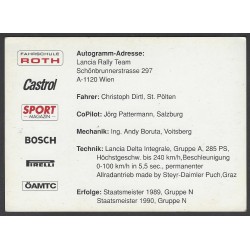 FAHRSCHULE
ROTH
Castrol
SPORT
MAGAZIN
BOSCH
PIRELLI
ÖAMTC
Autogramm-Adresse:
Lancia Rally Team
Schönbrunnerstrasse 297
A-1120 Wien
Fahrer: Christoph Dirtl, St. Pölten
CoPilot: Jörg Pattermann, Salzburg
Mechanik: Ing. Andy Boruta, Voitsberg
Technik: Lancia Delta Integrale, Gruppe A, 285 PS,
Höchstgeschw. bis 240 km/h,Beschleunigung
0-100 km/h in 5,5 sec., permanenter
Allradantrieb made by Steyr-Daimler Puch,Graz
Erfolge: Staatsmeister 1989, Gruppe N
Staatsmeister 1990, Gruppe N